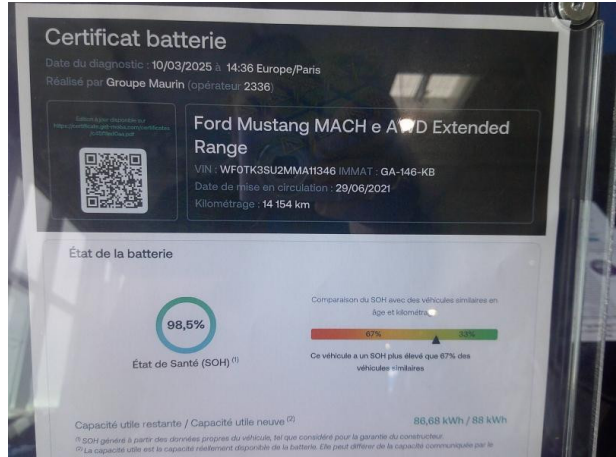 Certificat batterie
Date du diagnostic : 10/03/2025 à 14:36 Europe/Paris
Réalisé par Groupe Maurin (opérateur 2336)
Édition à jour disponible sur
Ford Mustang MACH e AWD Extended
Range
VIN : WF0TK3SU2MMA11346 IMMAT : GA-146-KB
Date de mise en circulation : 29/06/2021
Kilométrage : 14 154 km
État de la batterie
98,5%
État de Santé (SOH) (1)
Comparaison du SOH avec des véhicules similaires en
âge et kilométrage
67% 33%
Ce véhicule a un SOH plus élevé que 67% des
véhicules similaires
Capacité utile restante / Capacité utile neuve (2) 86,68 kWh / 88 kWh
(1) SOH généré à partir des données propres du véhicule, tel que considéré pour la garantie du constructeur.
(2) La capacité utile est la capacité réellement disponible de la batterie. Elle peut différer de la capacité communiquée par le